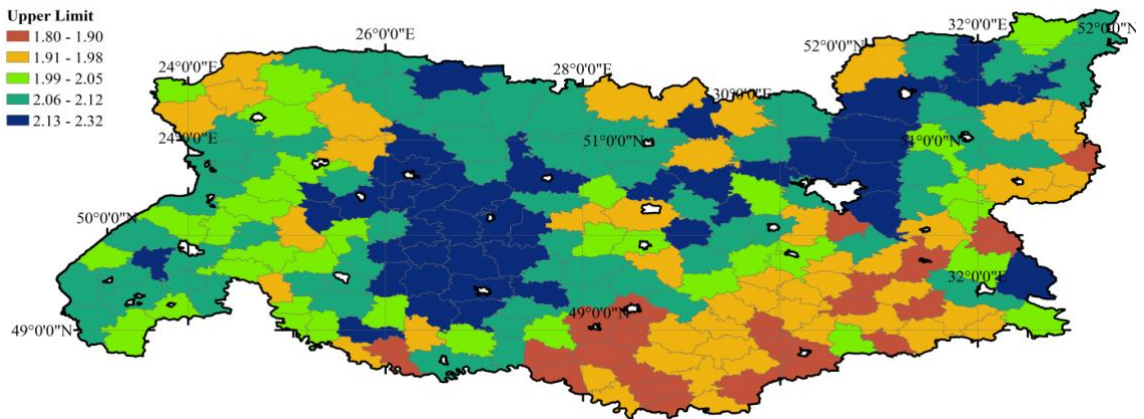 Upper Limit
1.80 - 1.90
1.91 - 1.98
1.99 - 2.05
2.06 - 2.12
2.13 - 2.32
32°0'0"E
52°0'0"N
26°0'0"E
52°0'0"N
24°0'0"E
28°0'0"E
30°0'0"E
24°0'0"E
51°0'0"N
51°0'0"N
50°0'0"N
32°0'0"E
49°0'0"N
49°0'0"N